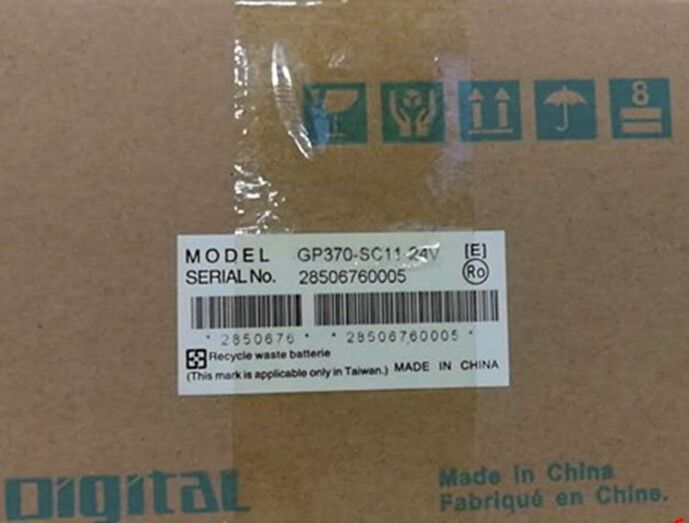 8
MODEL GP370-SC11-24V [E]
SERIAL No. 28506760005 Ro
* 2850676 * * 28506760005 *
Recycle waste batterie
(This mark is applicable only in Taiwan.) MADE IN CHINA
Digital
Made in China
Fabriqué en Chine.